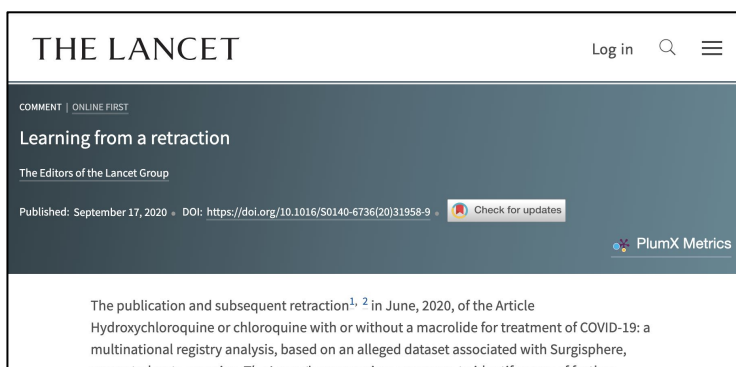 THE LANCET
Log in
COMMENT | ONLINE FIRST
Learning from a retraction
The Editors of the Lancet Group
Published: September 17, 2020 • DOI: https://doi.org/10.1016/S0140-6736(20)31958-9 • Check for updates
PlumX Metrics
The publication and subsequent retraction1, 2 in June, 2020, of the Article
Hydroxychloroquine or chloroquine with or without a macrolide for treatment of COVID-19: a
multinational registry analysis, based on an alleged dataset associated with Surgisphere,